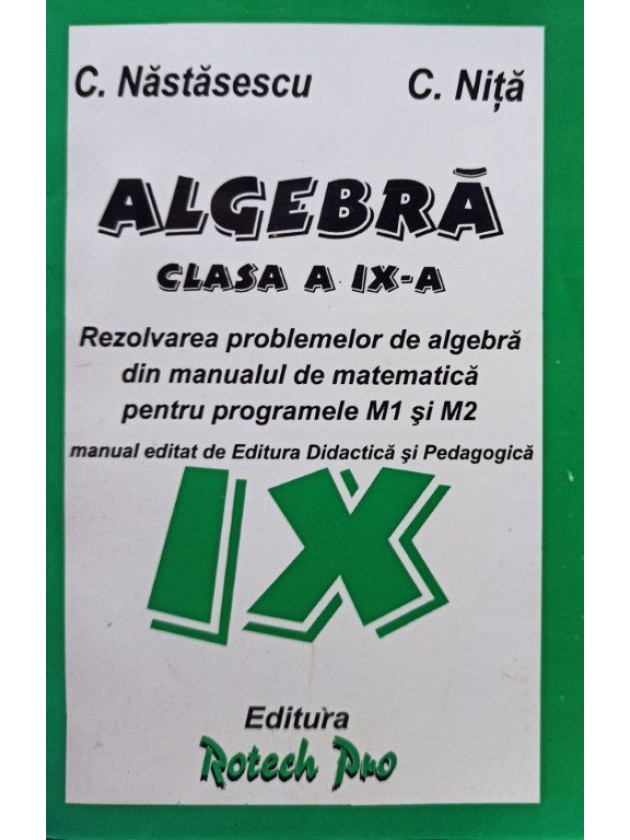 C. Năstăsescu C. Niță
ALGEBRĂ
CLASA A IX-A
Rezolvarea problemelor de algebră
din manualul de matematică
pentru programele M1 şi M2
manual editat de Editura Didactică şi Pedagogică
IX
Editura
Rotech Pro